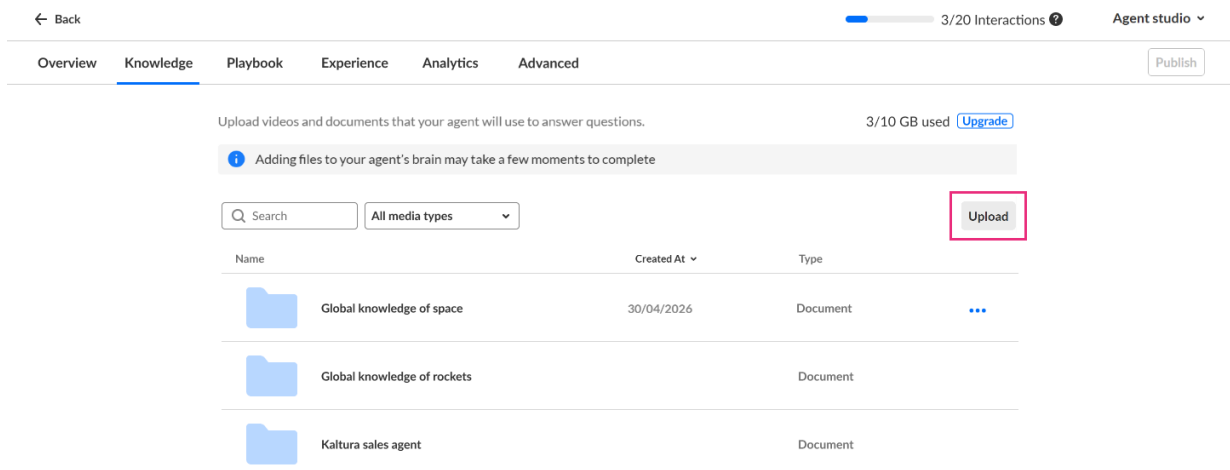 Back
3/20 Interactions ?
Agent studio
Overview Knowledge Playbook Experience Analytics Advanced
Publish
Upload videos and documents that your agent will use to answer questions.
3/10 GB used Upgrade
i Adding files to your agent's brain may take a few moments to complete
Search
All media types
Upload
Name Created At Type
Global knowledge of space 30/04/2026 Document
Global knowledge of rockets Document
Kaltura sales agent Document